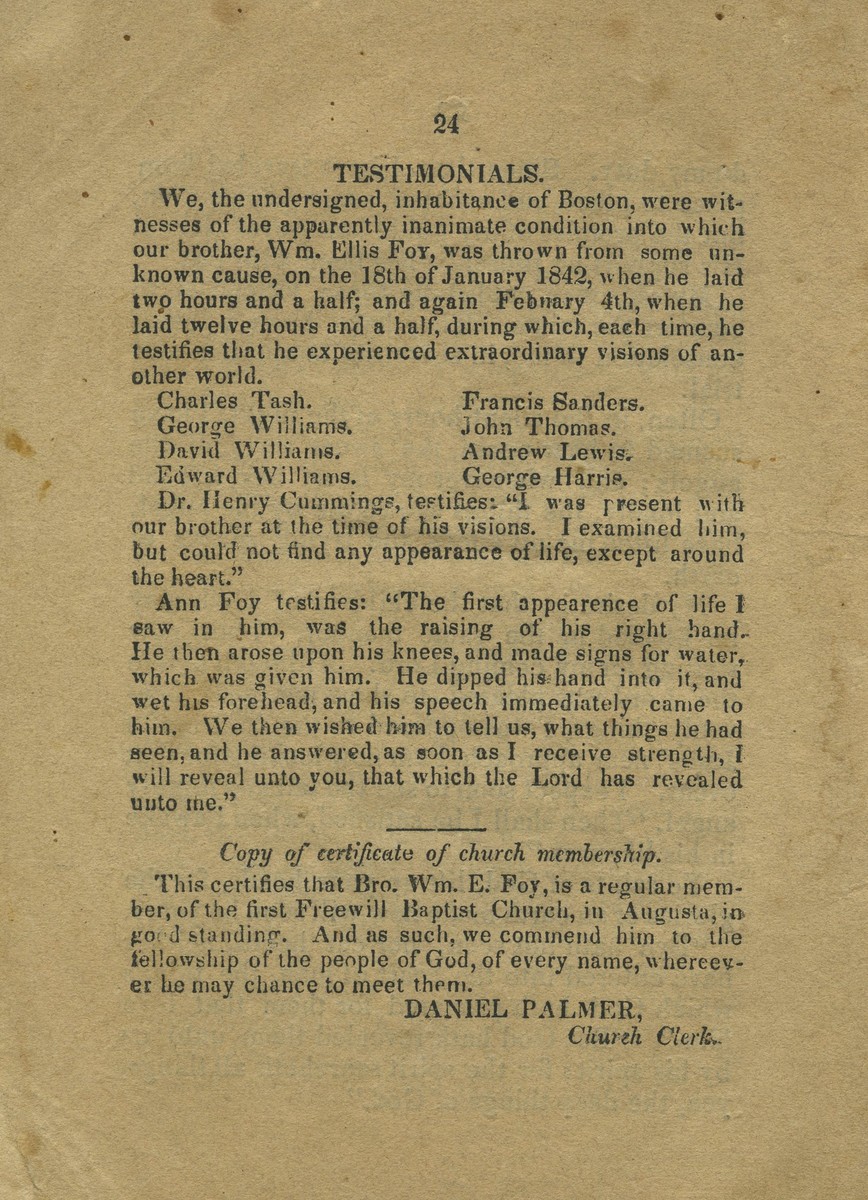 24
TESTIMONIALS.
We, the undersigned, inhabitance of Boston, were wit-
nesses of the apparently inanimate condition into which
our brother, Wm. Ellis Foy, was thrown from some un-
known cause, on the 18th of January 1842, when he laid
two hours and a half; and again Febuary 4th, when he
laid twelve hours and a half, during which, each time, he
testifies that he experienced extraordinary visions of an-
other world.
Charles Tash. Francis Sanders.
George Williams. John Thomas.
David Williams. Andrew Lewis.
Edward Williams. George Harris.
Dr. Henry Cummings, testifies: “I was present with
our brother at the time of his visions. I examined him,
but could not find any appearance of life, except around
the heart.”
Ann Foy testifies: “The first appearence of life I
saw in him, was the raising of his right hand.
He then arose upon his knees, and made signs for water,
which was given him. He dipped his hand into it, and
wet his forehead, and his speech immediately came to
him. We then wished him to tell us, what things he had
seen, and he answered, as soon as I receive strength, I
will reveal unto you, that which the Lord has revealed
unto me.”
Copy of certificate of church membership.
This certifies that Bro. Wm. E. Foy, is a regular mem-
ber, of the first Freewill Baptist Church, in Augusta, in
good standing. And as such, we commend him to the
fellowship of the people of God, of every name, whereev-
er he may chance to meet them.
DANIEL PALMER,
Church Clerk.